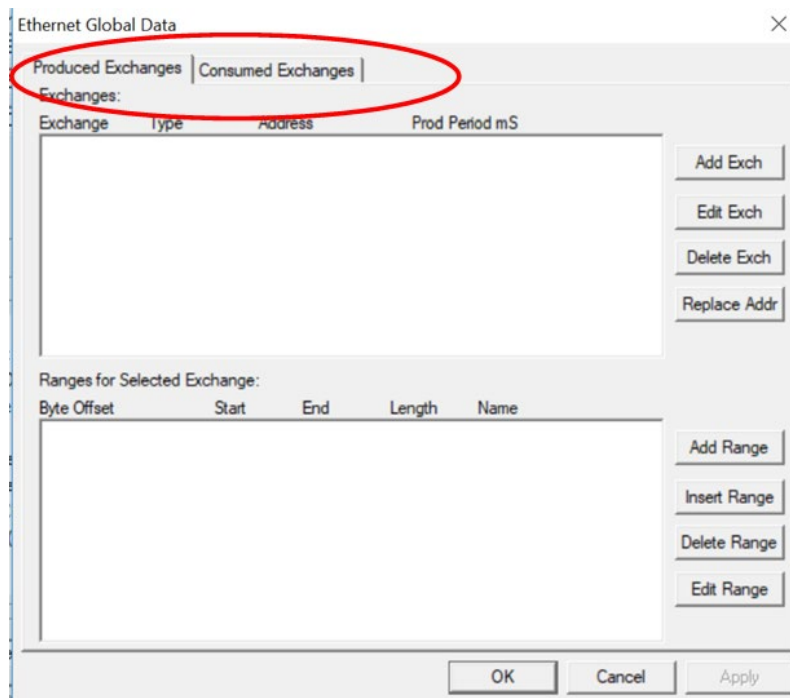 Ethernet Global Data
Produced Exchanges Consumed Exchanges
Exchanges:
Exchange Type Address Prod Period mS
Add Exch
Edit Exch
Delete Exch
Replace Addr
Ranges for Selected Exchange:
Byte Offset Start End Length Name
Add Range
Insert Range
Delete Range
Edit Range
OK Cancel Apply